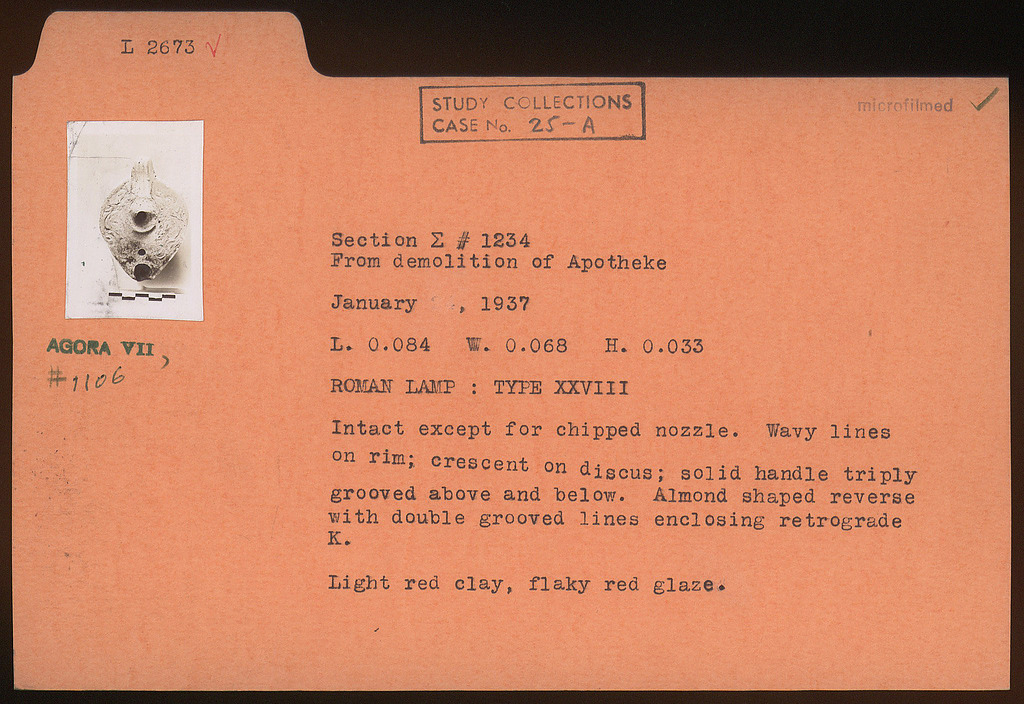 L 2673 ✓
STUDY COLLECTIONS
CASE No. 25-A
microfilmed ✓
AGORA VII,
#1106
Section Σ # 1234
From demolition of Apotheke
January , 1937
L. 0.084 W. 0.068 H. 0.033
ROMAN LAMP : TYPE XXVIII
Intact except for chipped nozzle. Wavy lines
on rim; crescent on discus; solid handle triply
grooved above and below. Almond shaped reverse
with double grooved lines enclosing retrograde
K.
Light red clay, flaky red glaze.